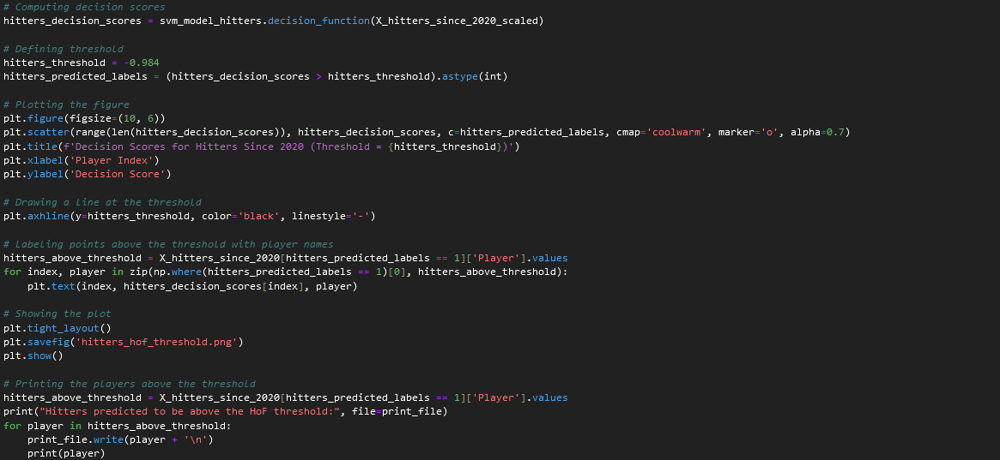 # Computing decision scores
hitters_decision_scores = svm_model_hitters.decision_function(X_hitters_since_2020_scaled)

# Defining threshold
hitters_threshold = -0.984
hitters_predicted_labels = (hitters_decision_scores > hitters_threshold).astype(int)

# Plotting the figure
plt.figure(figsize=(10, 6))
plt.scatter(range(len(hitters_decision_scores)), hitters_decision_scores, c=hitters_predicted_labels, cmap='coolwarm', marker='o', alpha=0.7)
plt.title(f'Decision Scores for Hitters Since 2020 (Threshold = {hitters_threshold})')
plt.xlabel('Player Index')
plt.ylabel('Decision Score')

# Drawing a line at the threshold
plt.axhline(y=hitters_threshold, color='black', linestyle='-')

# Labeling points above the threshold with player names
hitters_above_threshold = X_hitters_since_2020[hitters_predicted_labels == 1]['Player'].values
for index, player in zip(np.where(hitters_predicted_labels == 1)[0], hitters_above_threshold):
    plt.text(index, hitters_decision_scores[index], player)

# Showing the plot
plt.tight_layout()
plt.savefig('hitters_hof_threshold.png')
plt.show()

# Printing the players above the threshold
hitters_above_threshold = X_hitters_since_2020[hitters_predicted_labels == 1]['Player'].values
print("Hitters predicted to be above the HoF threshold:", file=print_file)
for player in hitters_above_threshold:
    print_file.write(player + '\n')
    print(player)